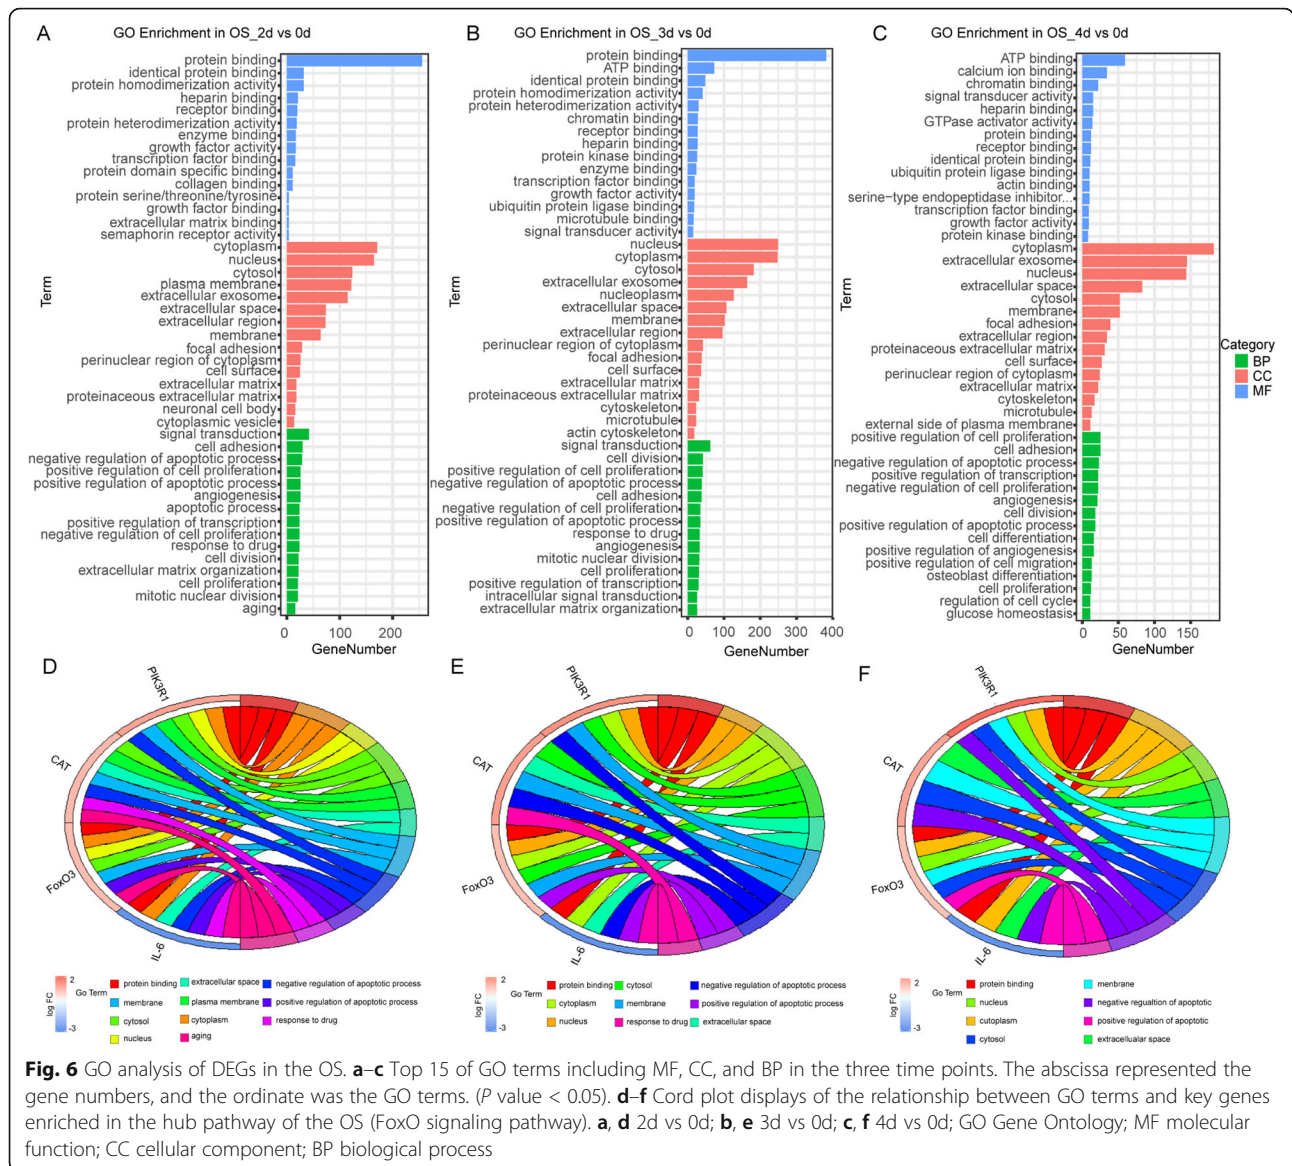 A
GO Enrichment in OS_2d vs 0d
protein binding
identical protein binding
protein homodimerization activity
heparin binding
receptor binding
protein heterodimerization activity
enzyme binding
growth factor activity
transcription factor binding
protein domain specific binding
collagen binding
protein serine/threonine/tyrosine
growth factor binding
extracellular matrix binding
semaphorin receptor activity
cytoplasm
nucleus
cytosol
plasma membrane
extracellular exosome
extracellular space
extracellular region
membrane
focal adhesion
perinuclear region of cytoplasm
cell surface
extracellular matrix
proteinaceous extracellular matrix
neuronal cell body
cytoplasmic vesicle
signal transduction
cell adhesion
negative regulation of apoptotic process
positive regulation of cell proliferation
positive regulation of apoptotic process
angiogenesis
apoptotic process
positive regulation of transcription
negative regulation of cell proliferation
response to drug
cell division
extracellular matrix organization
cell proliferation
mitotic nuclear division
aging
Term
0 100 200
GeneNumber
B
GO Enrichment in OS_3d vs 0d
protein binding
ATP binding
identical protein binding
protein homodimerization activity
protein heterodimerization activity
chromatin binding
receptor binding
heparin binding
protein kinase binding
enzyme binding
transcription factor binding
growth factor activity
ubiquitin protein ligase binding
microtubule binding
signal transducer activity
nucleus
cytoplasm
cytosol
extracellular exosome
nucleoplasm
extracellular space
membrane
extracellular region
perinuclear region of cytoplasm
focal adhesion
cell surface
extracellular matrix
proteinaceous extracellular matrix
cytoskeleton
microtubule
actin cytoskeleton
signal transduction
cell division
positive regulation of cell proliferation
negative regulation of apoptotic process
cell adhesion
negative regulation of cell proliferation
positive regulation of apoptotic process
response to drug
angiogenesis
mitotic nuclear division
cell proliferation
positive regulation of transcription
intracellular signal transduction
extracellular matrix organization
Term
0 100 200 300 400
GeneNumber
C
GO Enrichment in OS_4d vs 0d
ATP binding
calcium ion binding
chromatin binding
signal transducer activity
heparin binding
GTPase activator activity
protein binding
receptor binding
identical protein binding
ubiquitin protein ligase binding
actin binding
serine-type endopeptidase inhibitor...
transcription factor binding
growth factor activity
protein kinase binding
cytoplasm
extracellular exosome
nucleus
extracellular space
cytosol
membrane
focal adhesion
extracellular region
proteinaceous extracellular matrix
cell surface
perinuclear region of cytoplasm
extracellular matrix
cytoskeleton
microtubule
external side of plasma membrane
positive regulation of cell proliferation
cell adhesion
negative regulation of apoptotic process
positive regulation of transcription
negative regulation of cell proliferation
angiogenesis
cell division
positive regulation of apoptotic process
cell differentiation
positive regulation of angiogenesis
positive regulation of cell migration
osteoblast differentiation
cell proliferation
regulation of cell cycle
glucose homeostasis
Term
0 50 100 150
GeneNumber
Category
BP
CC
MF
D
PIK3R1
CAT
FoxO3
IL-6
2
-3
log FC
Go Term
protein binding
membrane
cytosol
nucleus
extracellular space
plasma membrane
cytoplasm
aging
negative regulation of apoptotic process
positive regulation of apoptotic process
response to drug
E
PIK3R1
CAT
FoxO3
IL-6
2
-3
log FC
Go Term
protein binding
cytoplasm
nucleus
cytosol
membrane
response to drug
negative regulation of apoptotic process
positive regulation of apoptotic process
extracellular space
F
PIK3R1
CAT
FoxO3
IL-6
2
-3
log FC
Go Term
protein binding
nucleus
cutoplasm
cytosol
menbrane
negative regualtion of apoptotic
positive regulation of apoptotic
extracellualar space
Fig. 6 GO analysis of DEGs in the OS. a–c Top 15 of GO terms including MF, CC, and BP in the three time points. The abscissa represented the
gene numbers, and the ordinate was the GO terms. (P value < 0.05). d–f Cord plot displays of the relationship between GO terms and key genes
enriched in the hub pathway of the OS (FoxO signaling pathway). a, d 2d vs 0d; b, e 3d vs 0d; c, f 4d vs 0d; GO Gene Ontology; MF molecular
function; CC cellular component; BP biological process